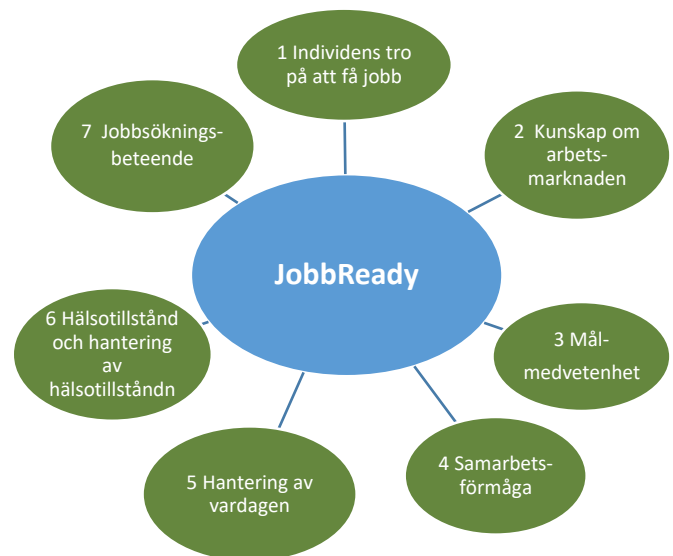 1 Individens tro
på att få jobb
2 Kunskap om
arbets-
marknaden
3 Mål-
medvetenhet
4 Samarbets-
förmåga
5 Hantering av
vardagen
6 Hälsotillstånd
och hantering
av
hälsotillståndn
7 Jobbsöknings-
beteende
JobbReady